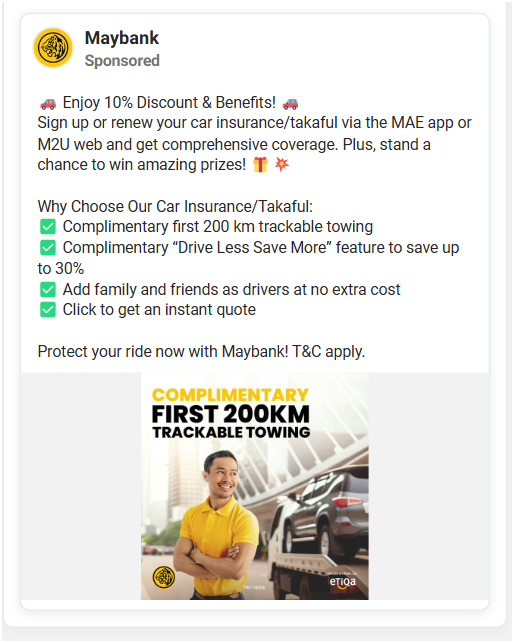 Maybank
Sponsored
🚗 Enjoy 10% Discount & Benefits! 🚗
Sign up or renew your car insurance/takaful via the MAE app or
M2U web and get comprehensive coverage. Plus, stand a
chance to win amazing prizes! 🎁 💥
Why Choose Our Car Insurance/Takaful:
✅ Complimentary first 200 km trackable towing
✅ Complimentary “Drive Less Save More” feature to save up
to 30%
✅ Add family and friends as drivers at no extra cost
✅ Click to get an instant quote
Protect your ride now with Maybank! T&C apply.
COMPLIMENTARY
FIRST 200KM
TRACKABLE TOWING
T&C apply.
etiqa